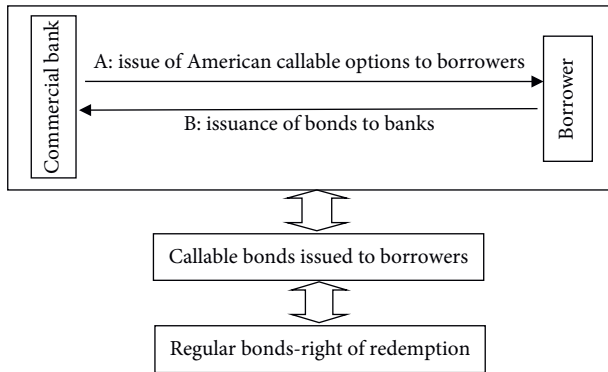 Commercial bank
A: issue of American callable options to borrowers
B: issuance of bonds to banks
Borrower
Callable bonds issued to borrowers
Regular bonds-right of redemption